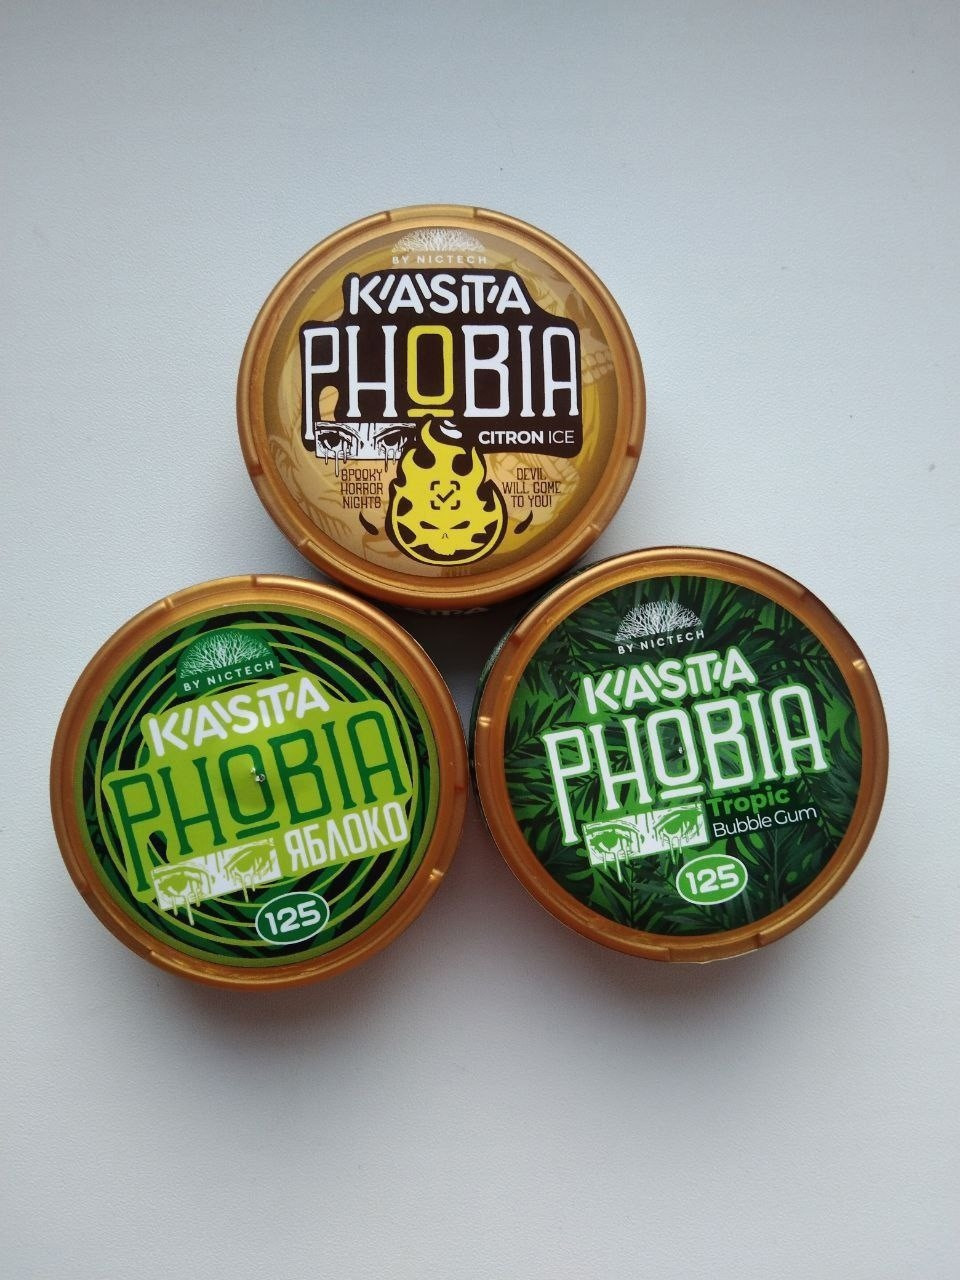 BY NICTECH
KASTA
PHOBIA
CITRON ICE
SPOOKY
HORROR
NIGHTS
DEVIL
WILL COME
TO YOU!
BY NICTECH
KASTA
PHOBIA
ЯБЛОКО
125
BY NICTECH
KASTA
PHOBIA
Tropic
Bubble Gum
125